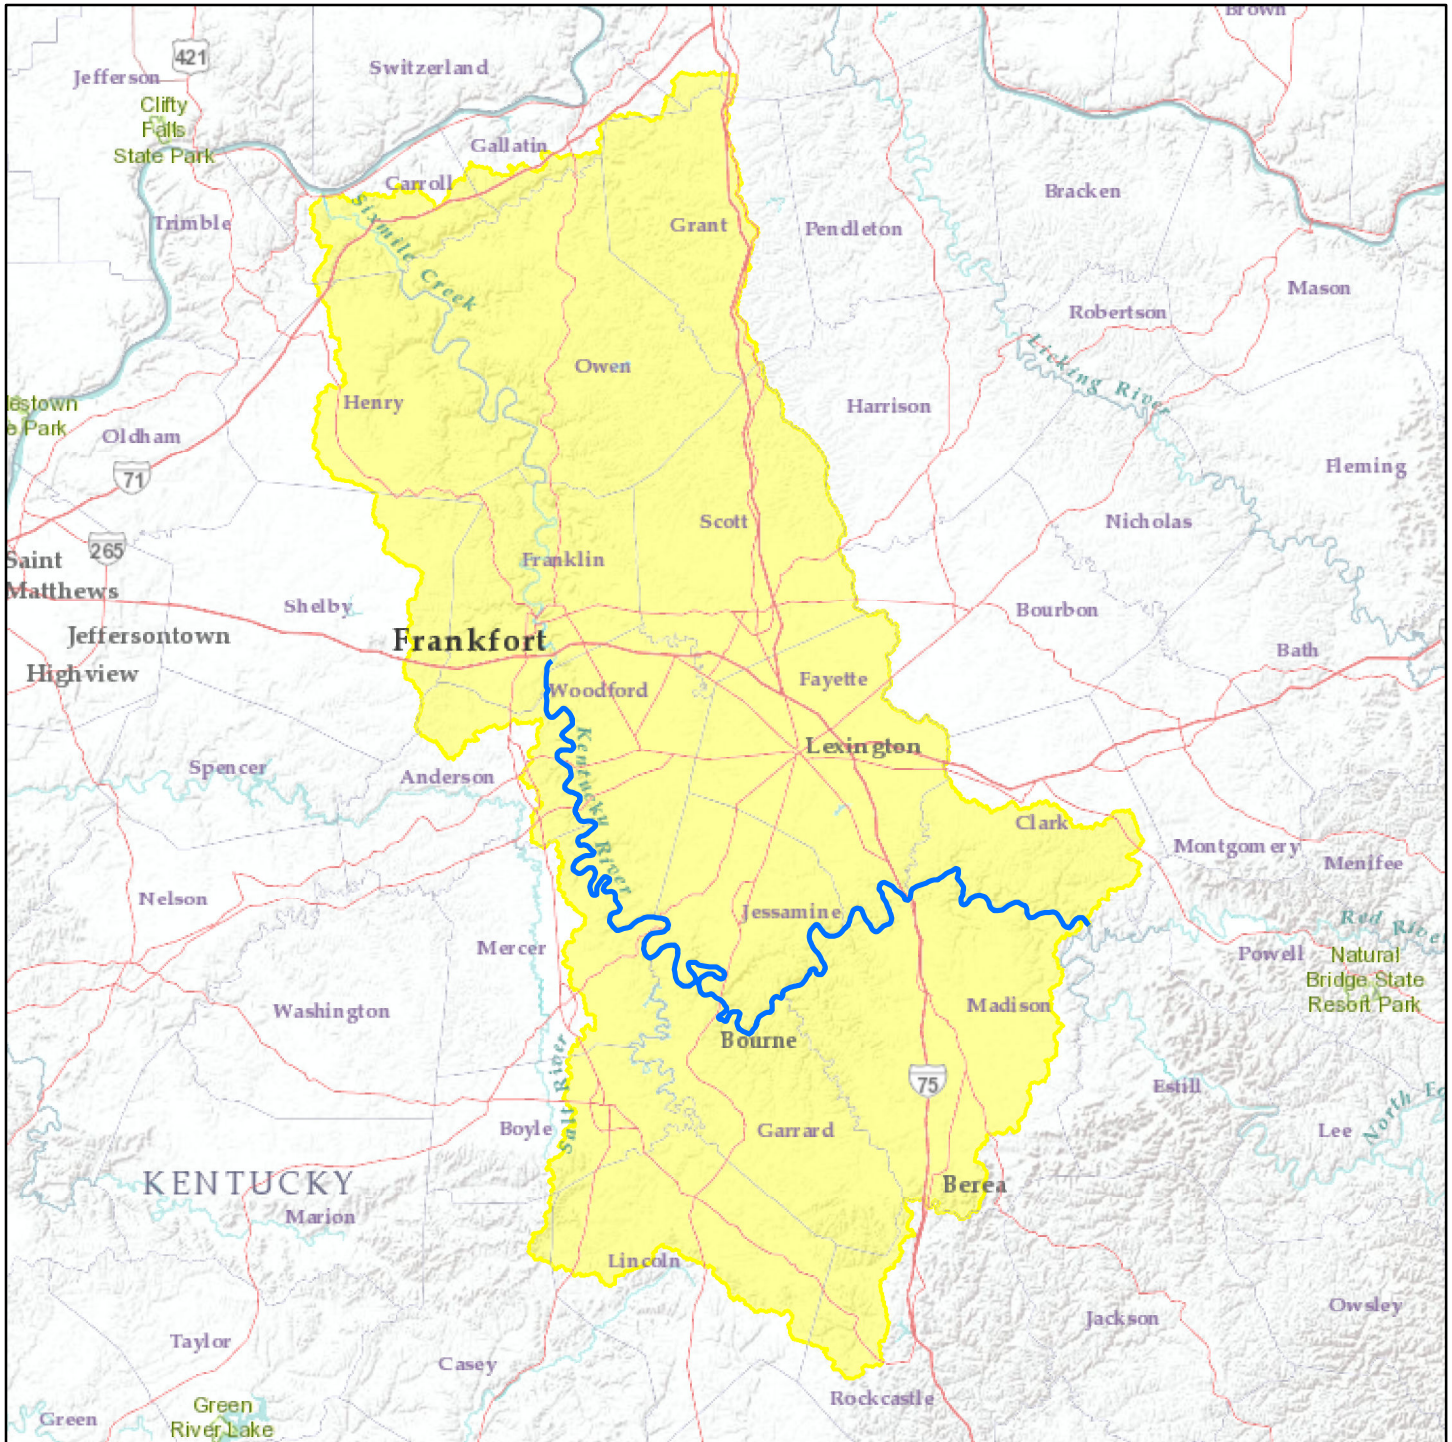 Brown
421
Jefferson
Switzerland
Clifty
Falls
State Park
Gallatin
Carroll
Bracken
Trimble
Sixmile Creek
Grant
Pendleton
Mason
Robertson
Licking River
Owen
Henry
Harrison
lestown
e Park
Oldham
71
Fleming
Scott
Nicholas
265
Saint
Matthews
Franklin
Shelby
Bourbon
Jeffersontown
Frankfort
Bath
Highview
Woodford
Fayette
Kentucky River
Lexington
Spencer
Anderson
Clark
Montgomery
Menifee
Nelson
Jessamine
Red River
Mercer
Powell
Natural
Bridge State
Resort Park
Washington
Madison
Bourne
Salt River
75
Estill
North Fo
Boyle
Garrard
Lee
KENTUCKY
Berea
Marion
Lincoln
Owsley
Jackson
Taylor
Casey
Rockcastle
Green
Green
River Lake